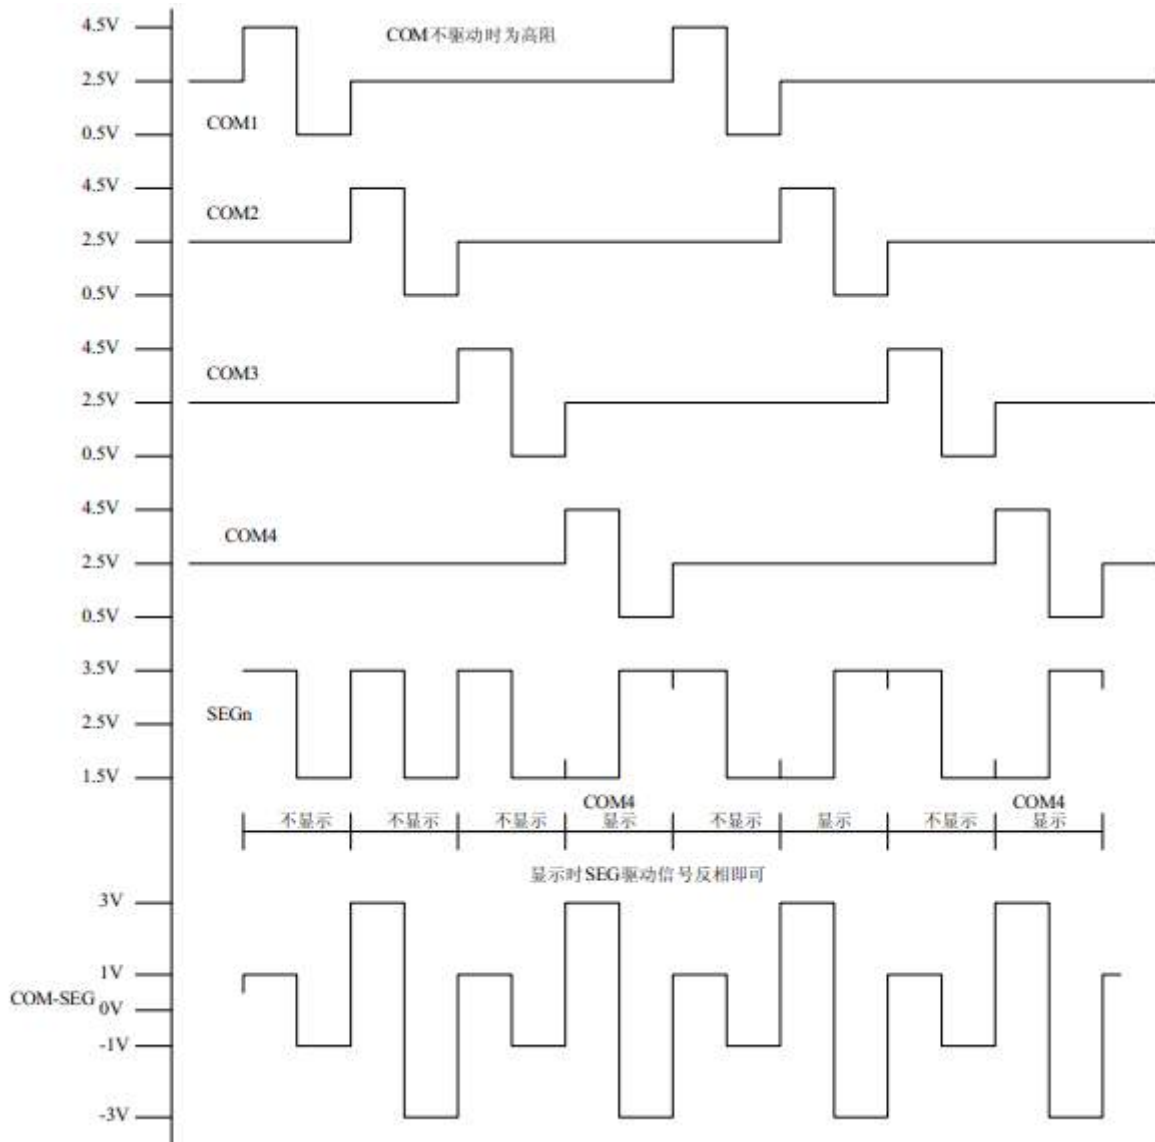 4.5V
COM不驱动时为高阻
2.5V
COM1
0.5V
4.5V
COM2
2.5V
0.5V
4.5V
COM3
2.5V
0.5V
4.5V
COM4
2.5V
0.5V
3.5V
SEGn
2.5V
1.5V
COM4 COM4
不显示 不显示 不显示 显示 不显示 显示 不显示 显示
显示时SEG驱动信号反相即可
3V
1V
COM-SEG 0V
-1V
-3V